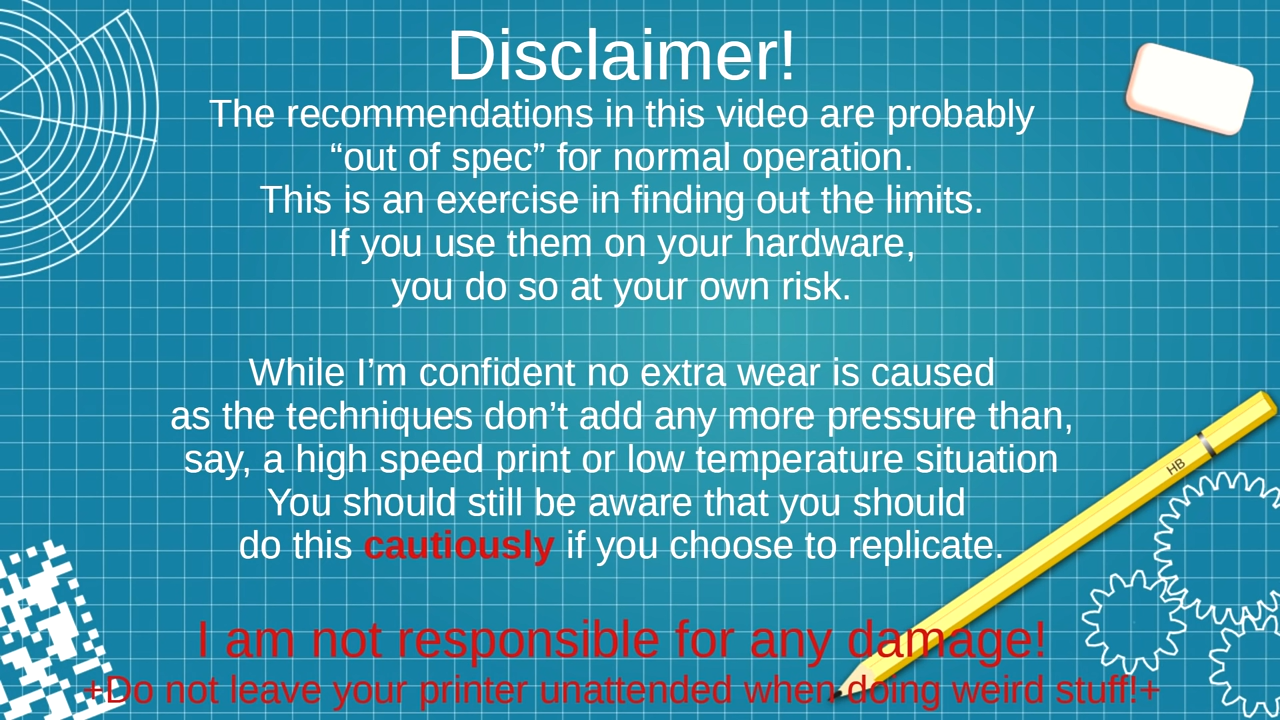 Disclaimer!
The recommendations in this video are probably
“out of spec” for normal operation.
This is an exercise in finding out the limits.
If you use them on your hardware,
you do so at your own risk.
While I’m confident no extra wear is caused
as the techniques don’t add any more pressure than,
say, a high speed print or low temperature situation
You should still be aware that you should
do this cautiously if you choose to replicate.
I am not responsible for any damage!
+Do not leave your printer unattended when doing weird stuff!+
HB